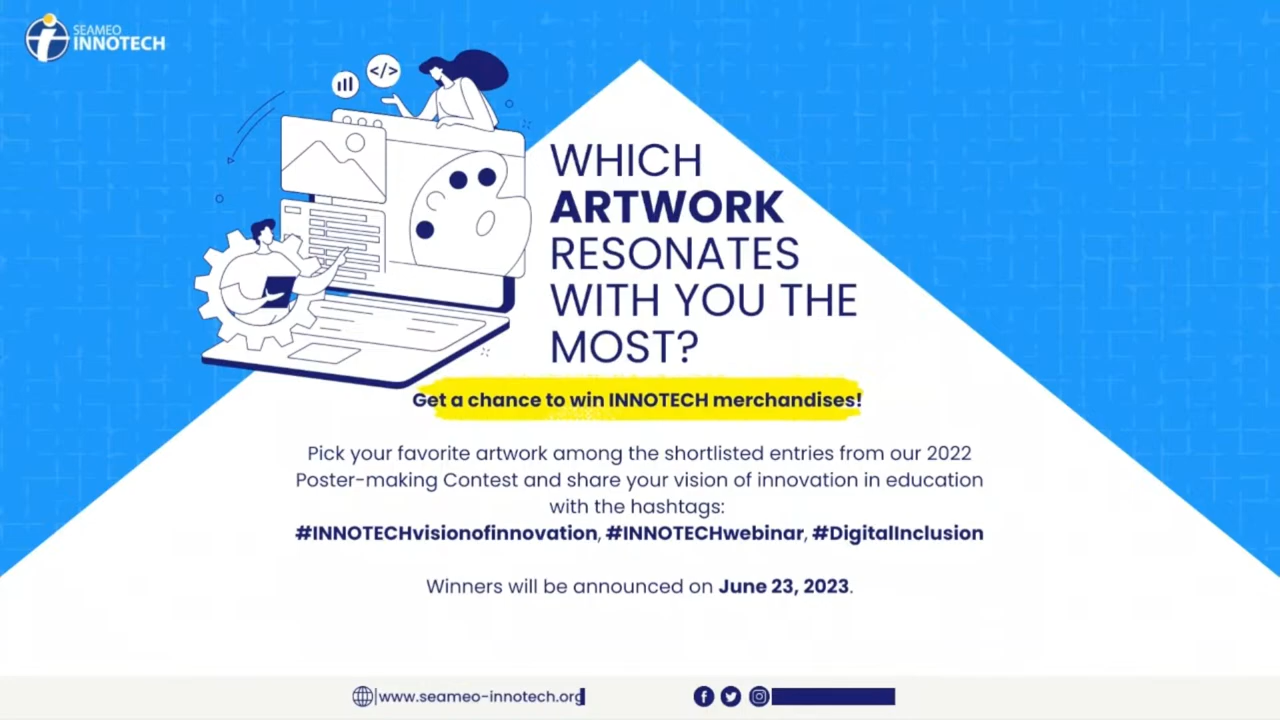 SEAMEO
INNOTECH
</>
WHICH
ARTWORK
RESONATES
WITH YOU THE
MOST?
Get a chance to win INNOTECH merchandises!
Pick your favorite artwork among the shortlisted entries from our 2022
Poster-making Contest and share your vision of innovation in education
with the hashtags:
#INNOTECHvisionofinnovation, #INNOTECHwebinar, #DigitalInclusion
Winners will be announced on June 23, 2023.
www.seameo-innotech.org